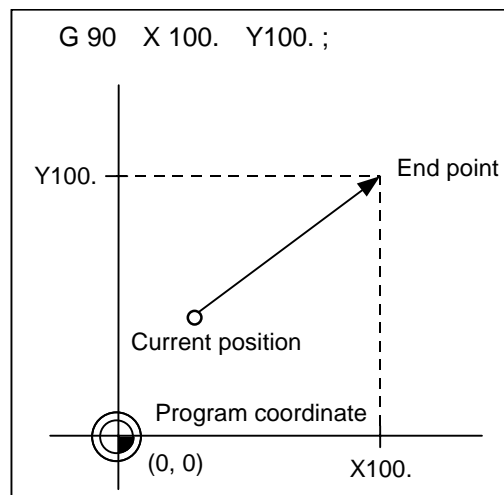 G 90 X 100. Y100. ;
Y100.
End point
Current position
Program coordinate
(0, 0)
X100.